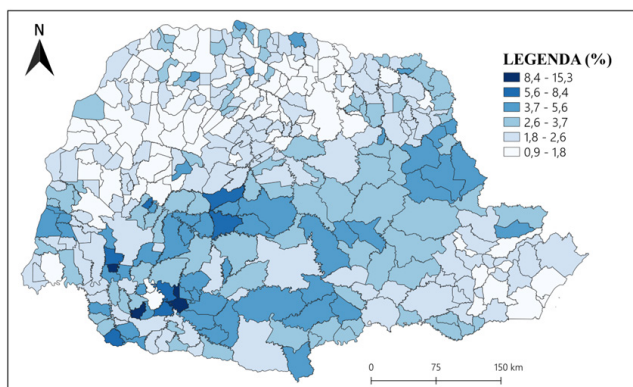 N
LEGENDA (%)
8,4 - 15,3
5,6 - 8,4
3,7 - 5,6
2,6 - 3,7
1,8 - 2,6
0,9 - 1,8
0 75 150 km